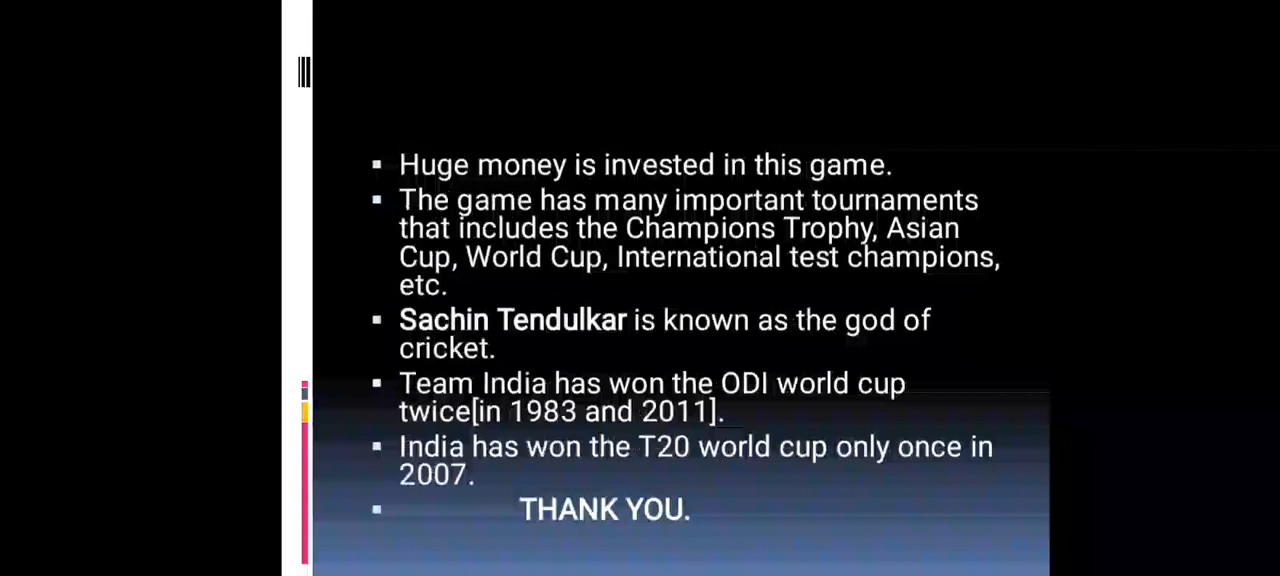 ▪ Huge money is invested in this game.
▪ The game has many important tournaments
that includes the Champions Trophy, Asian
Cup, World Cup, International test champions,
etc.
▪ Sachin Tendulkar is known as the god of
cricket.
▪ Team India has won the ODI world cup
twice[in 1983 and 2011].
▪ India has won the T20 world cup only once in
2007.
▪ THANK YOU.